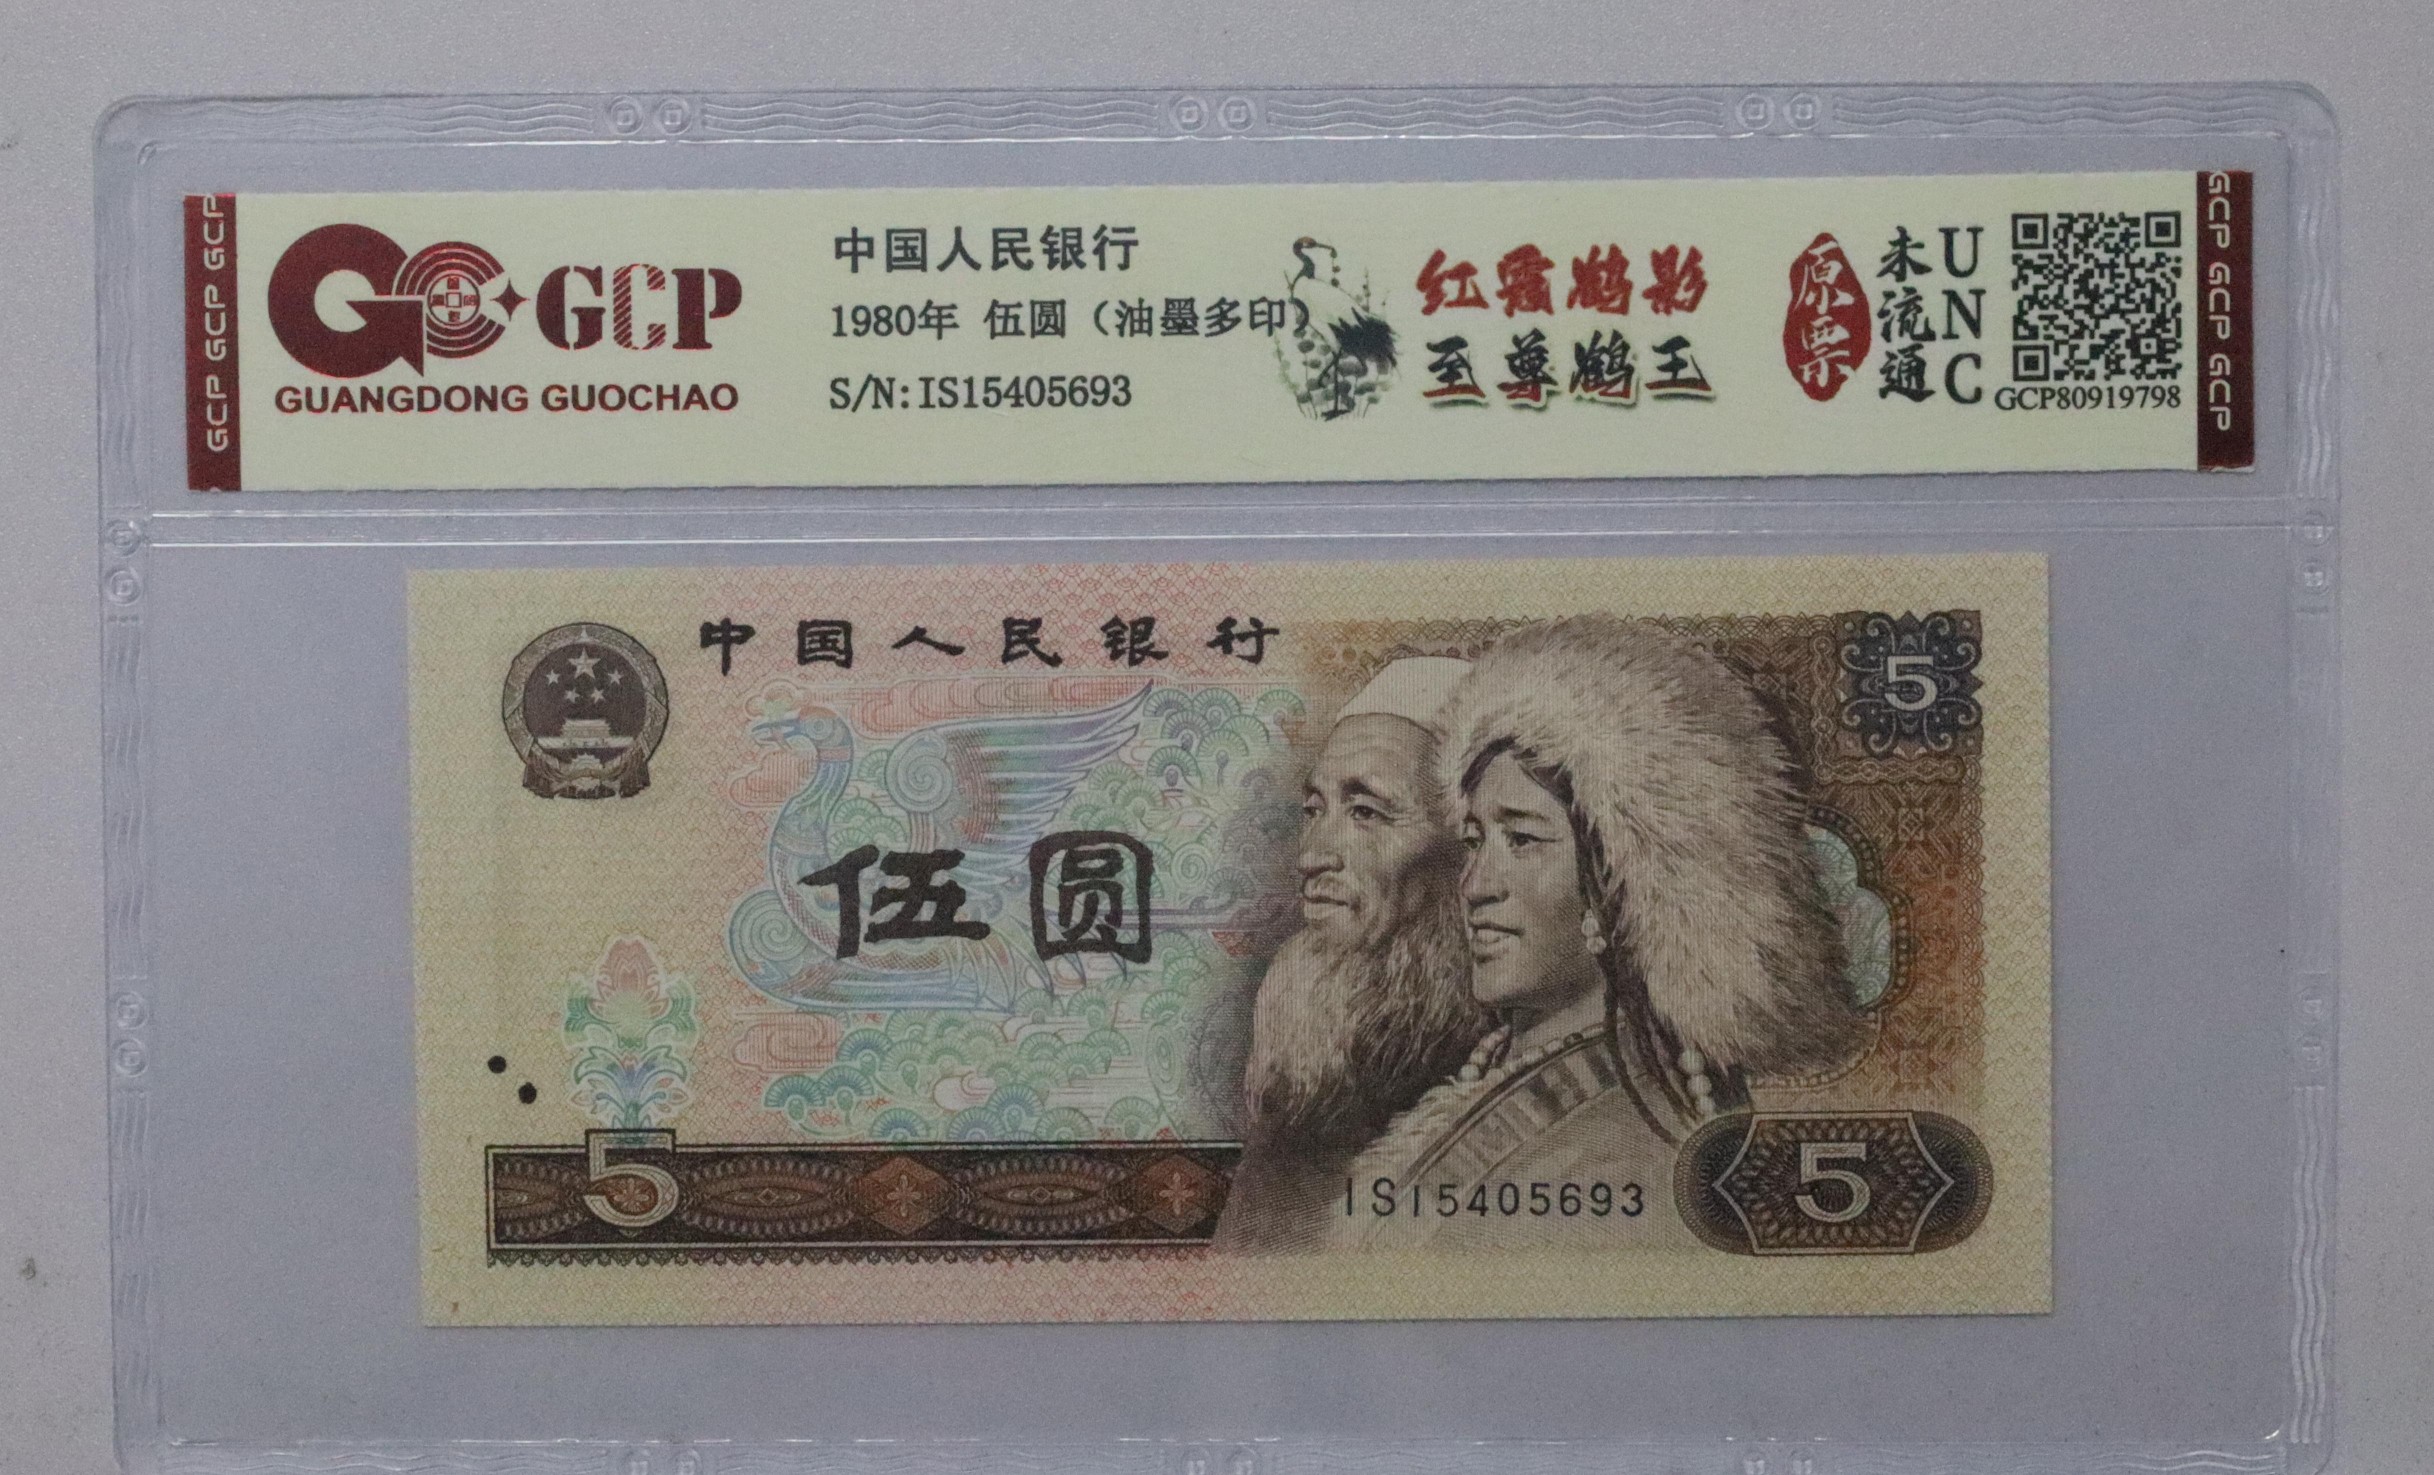 GCP GCP GCP
GCP
GUANGDONG GUOCHAO
中国人民银行
1980年 伍圆（油墨多印）
S/N: IS15405693
红霞鹤影
至尊鹤王
原票
未流通
UNC
GCP80919798
GCP GCP GCP
中国人民银行
5
伍圆
5
IS15405693
5